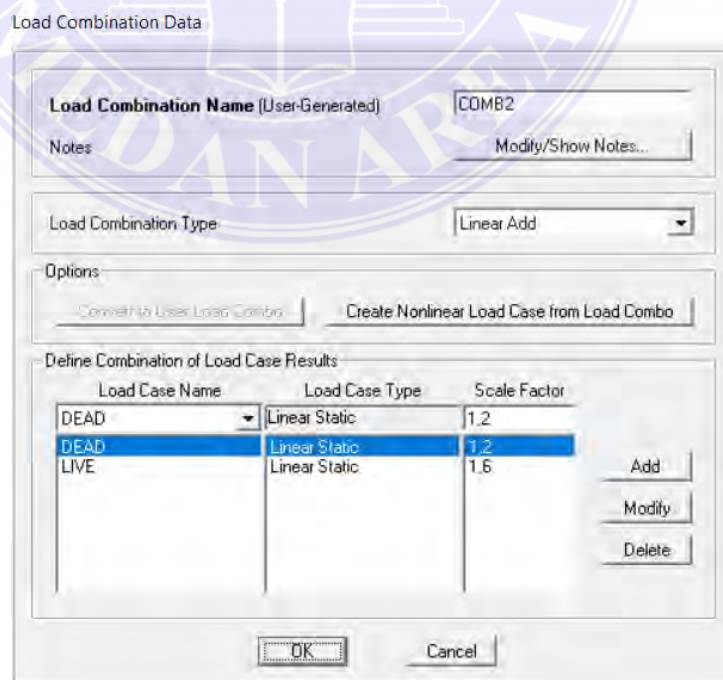 Load Combination Data
MEDAN AREA
Load Combination Name (User-Generated) COMB2
Notes Modify/Show Notes...
Load Combination Type Linear Add
Options
Convert to User Load Combo Create Nonlinear Load Case from Load Combo
Define Combination of Load Case Results
Load Case Name Load Case Type Scale Factor
DEAD Linear Static 1,2
DEAD Linear Static 1,2
LIVE Linear Static 1,6
Add
Modify
Delete
OK Cancel